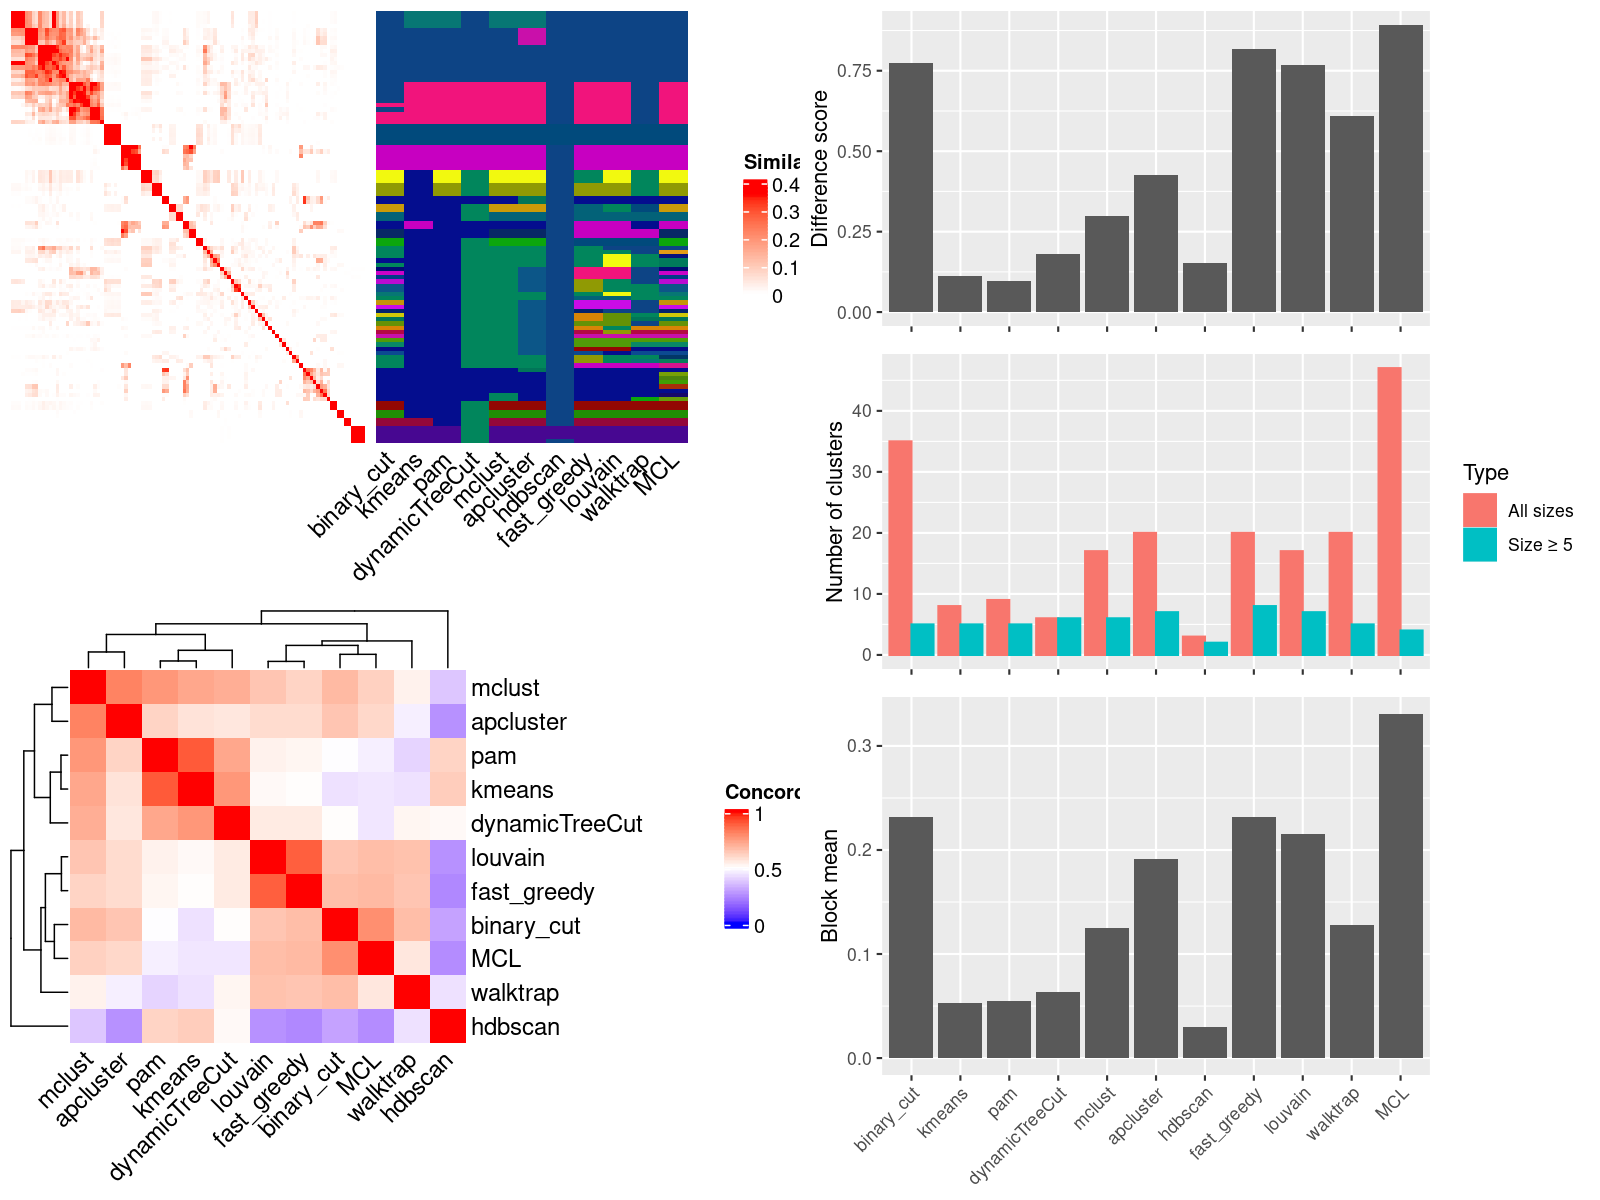 Simila
0.4
0.3
0.2
0.1
0
binary_cut
kmeans
pam
dynamicTreeCut
mclust
apcluster
hdbscan
fast_greedy
louvain
walktrap
MCL
mclust
apcluster
pam
kmeans
dynamicTreeCut
louvain
fast_greedy
binary_cut
MCL
walktrap
hdbscan
mclust
apcluster
pam
kmeans
dynamicTreeCut
louvain
fast_greedy
binary_cut
MCL
walktrap
hdbscan
Concord
1
0.5
0
Difference score
0.75
0.50
0.25
0.00
Number of clusters
40
30
20
10
0
Type
All sizes
Size ≥ 5
Block mean
0.3
0.2
0.1
0.0
binary_cut
kmeans
pam
dynamicTreeCut
mclust
apcluster
hdbscan
fast_greedy
louvain
walktrap
MCL